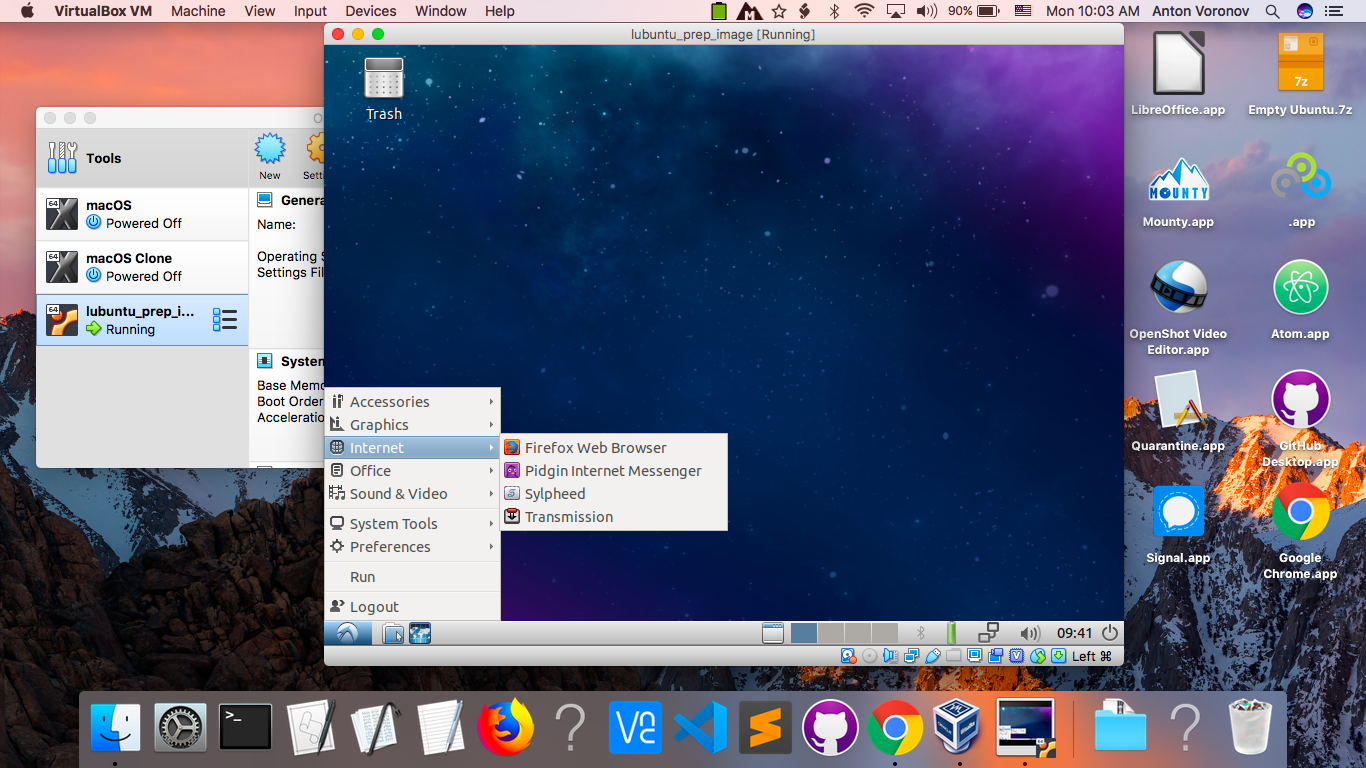 VirtualBox VM Machine View Input Devices Window Help 90% Mon 10:03 AM Anton Voronov
lubuntu_prep_image [Running]
Trash
O
Tools
New
Setti
64
macOS
Powered Off
64
macOS Clone
Powered Off
64
lubuntu_prep_i...
Running
Genera
Name:
Operating S
Settings Fil
System
Base Memo
Boot Order
Acceleratio
Accessories
Graphics
Internet
Office
Sound & Video
System Tools
Preferences
Run
Logout
Firefox Web Browser
Pidgin Internet Messenger
Sylpheed
Transmission
09:41
Left ⌘
LibreOffice.app
7z
Empty Ubuntu.7z
MOUNTY
Mounty.app
.app
OpenShot Video
Editor.app
Atom.app
Quarantine.app
GitHub
Desktop.app
Signal.app
Google
Chrome.app
>_